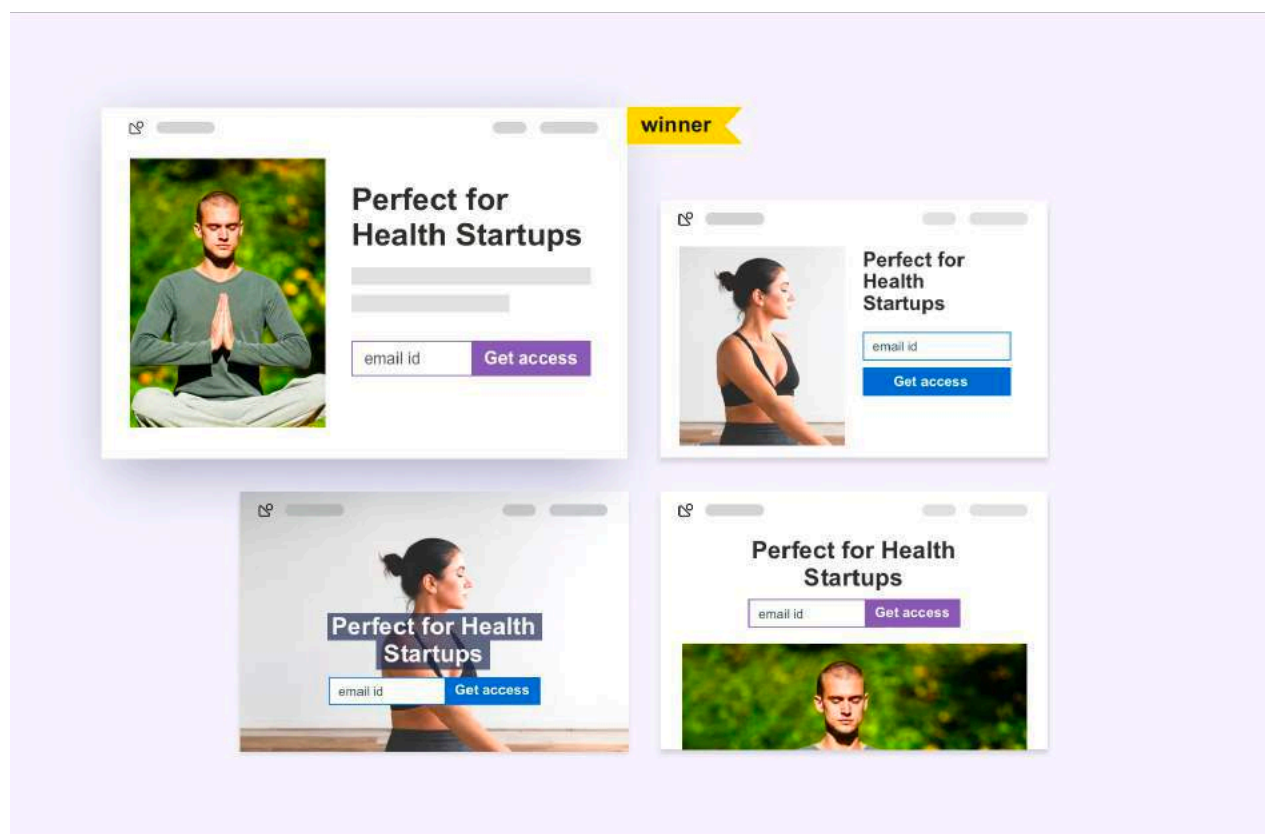 winner
Perfect for
Health Startups
email id
Get access
Perfect for
Health
Startups
email id
Get access
Perfect for Health
Startups
email id
Get access
Perfect for Health
Startups
email id
Get access